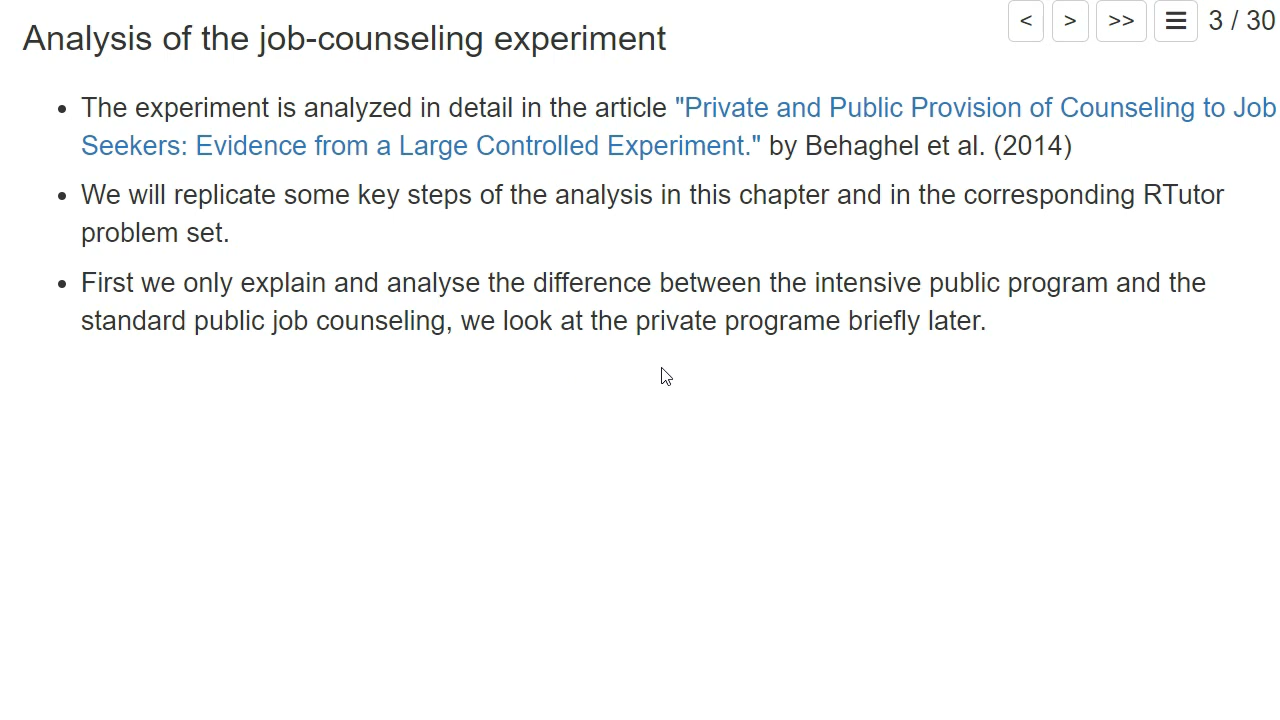 Analysis of the job-counseling experiment
< > >> ☰ 3 / 30
• The experiment is analyzed in detail in the article "Private and Public Provision of Counseling to Job
Seekers: Evidence from a Large Controlled Experiment." by Behaghel et al. (2014)
• We will replicate some key steps of the analysis in this chapter and in the corresponding RTutor
problem set.
• First we only explain and analyse the difference between the intensive public program and the
standard public job counseling, we look at the private programe briefly later.